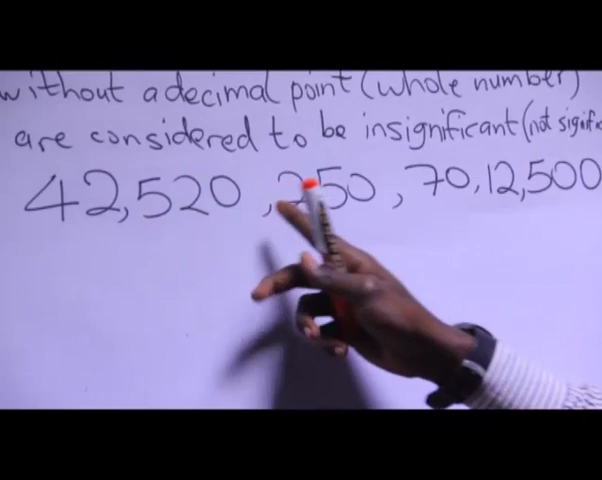 without a decimal point (whole number)
are considered to be insignificant (not signific
42,520 , 250 , 70, 12,500